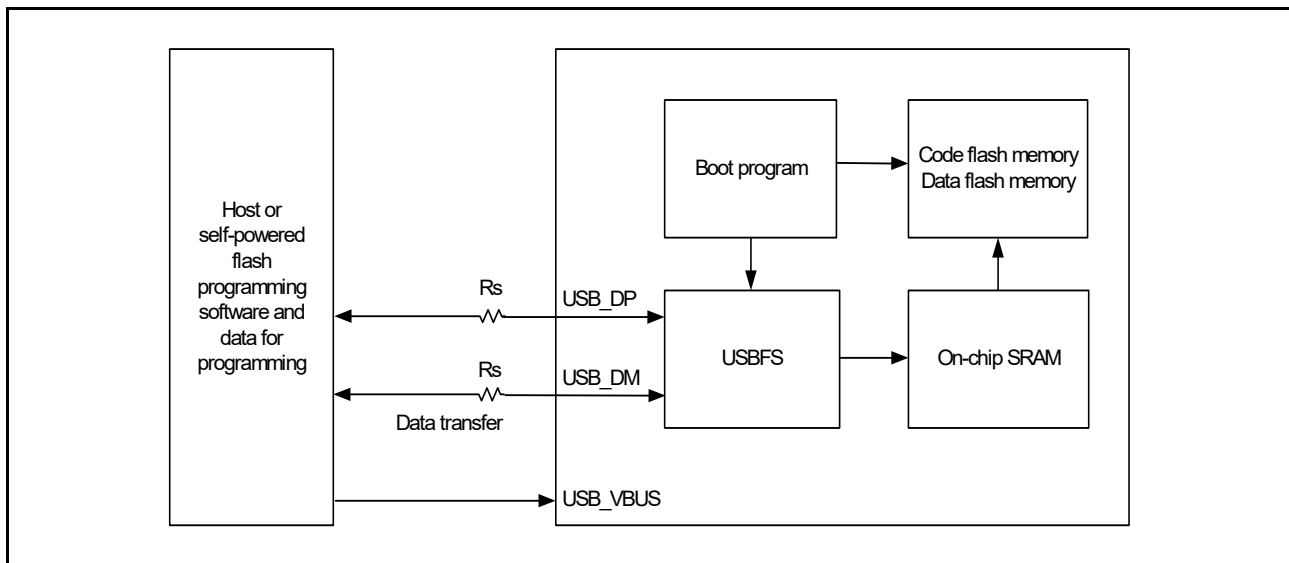 Host or
self-powered
flash
programming
software and
data for
programming
Rs
Rs
Data transfer
USB_DP
USB_DM
USB_VBUS
Boot program
Code flash memory
Data flash memory
USBFS
On-chip SRAM